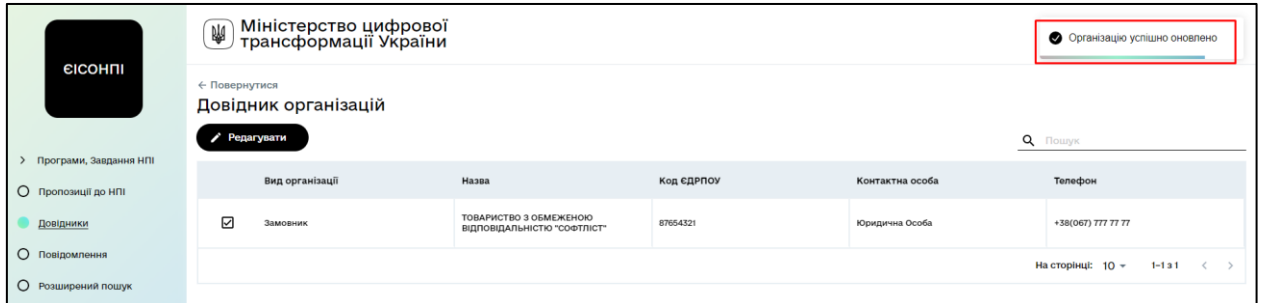 ЄІСОНПІ
Програми, Завдання НПІ
Пропозиції до НПІ
Довідники
Повідомлення
Розширений пошук
Міністерство цифрової
трансформації України
Організацію успішно оновлено
← Повернутися
Довідник організацій
Редагувати
Пошук
Вид організації Назва Код ЄДРПОУ Контактна особа Телефон
Замовник ТОВАРИСТВО З ОБМЕЖЕНОЮ
ВІДПОВІДАЛЬНІСТЮ "СОФТЛІСТ" 87654321 Юридична Особа +38(067) 777 77 77
На сторінці: 10 1–1 з 1